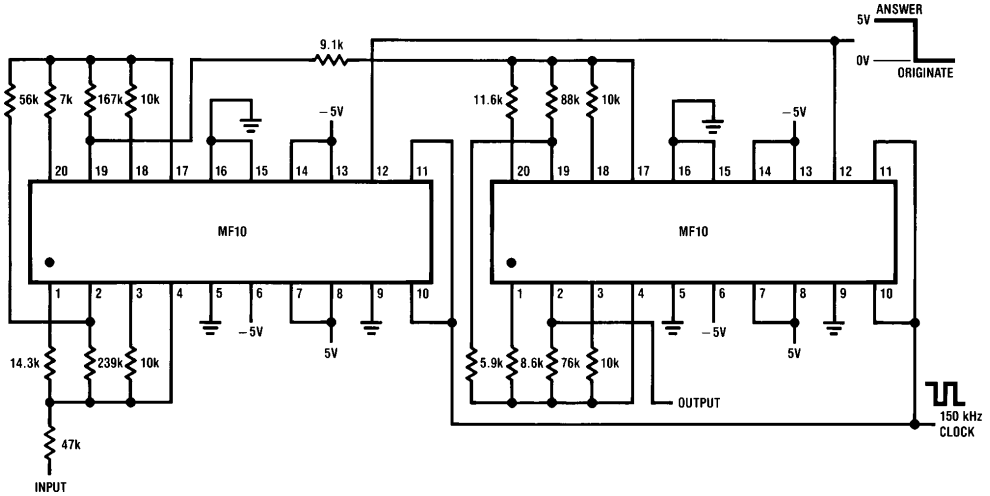 ANSWER
5V
0V
ORIGINATE
9.1k
56k 7k 167k 10k
11.6k 88k 10k
−5V
−5V
20 19 18 17 16 15 14 13 12 11
20 19 18 17 16 15 14 13 12 11
MF10
MF10
1 2 3 4 5 6 7 8 9 10
1 2 3 4 5 6 7 8 9 10
−5V
5V
−5V
5V
14.3k 239k 10k
5.9k 8.6k 76k 10k
OUTPUT
150 kHz
CLOCK
47k
INPUT